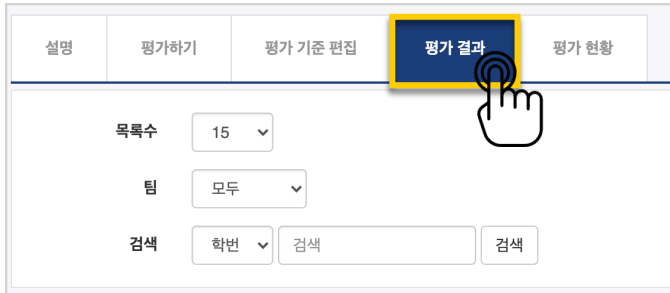 설명 평가하기 평가 기준 편집 평가 결과 평가 현황
목록수 15
팀 모두
검색 학번 검색 검색